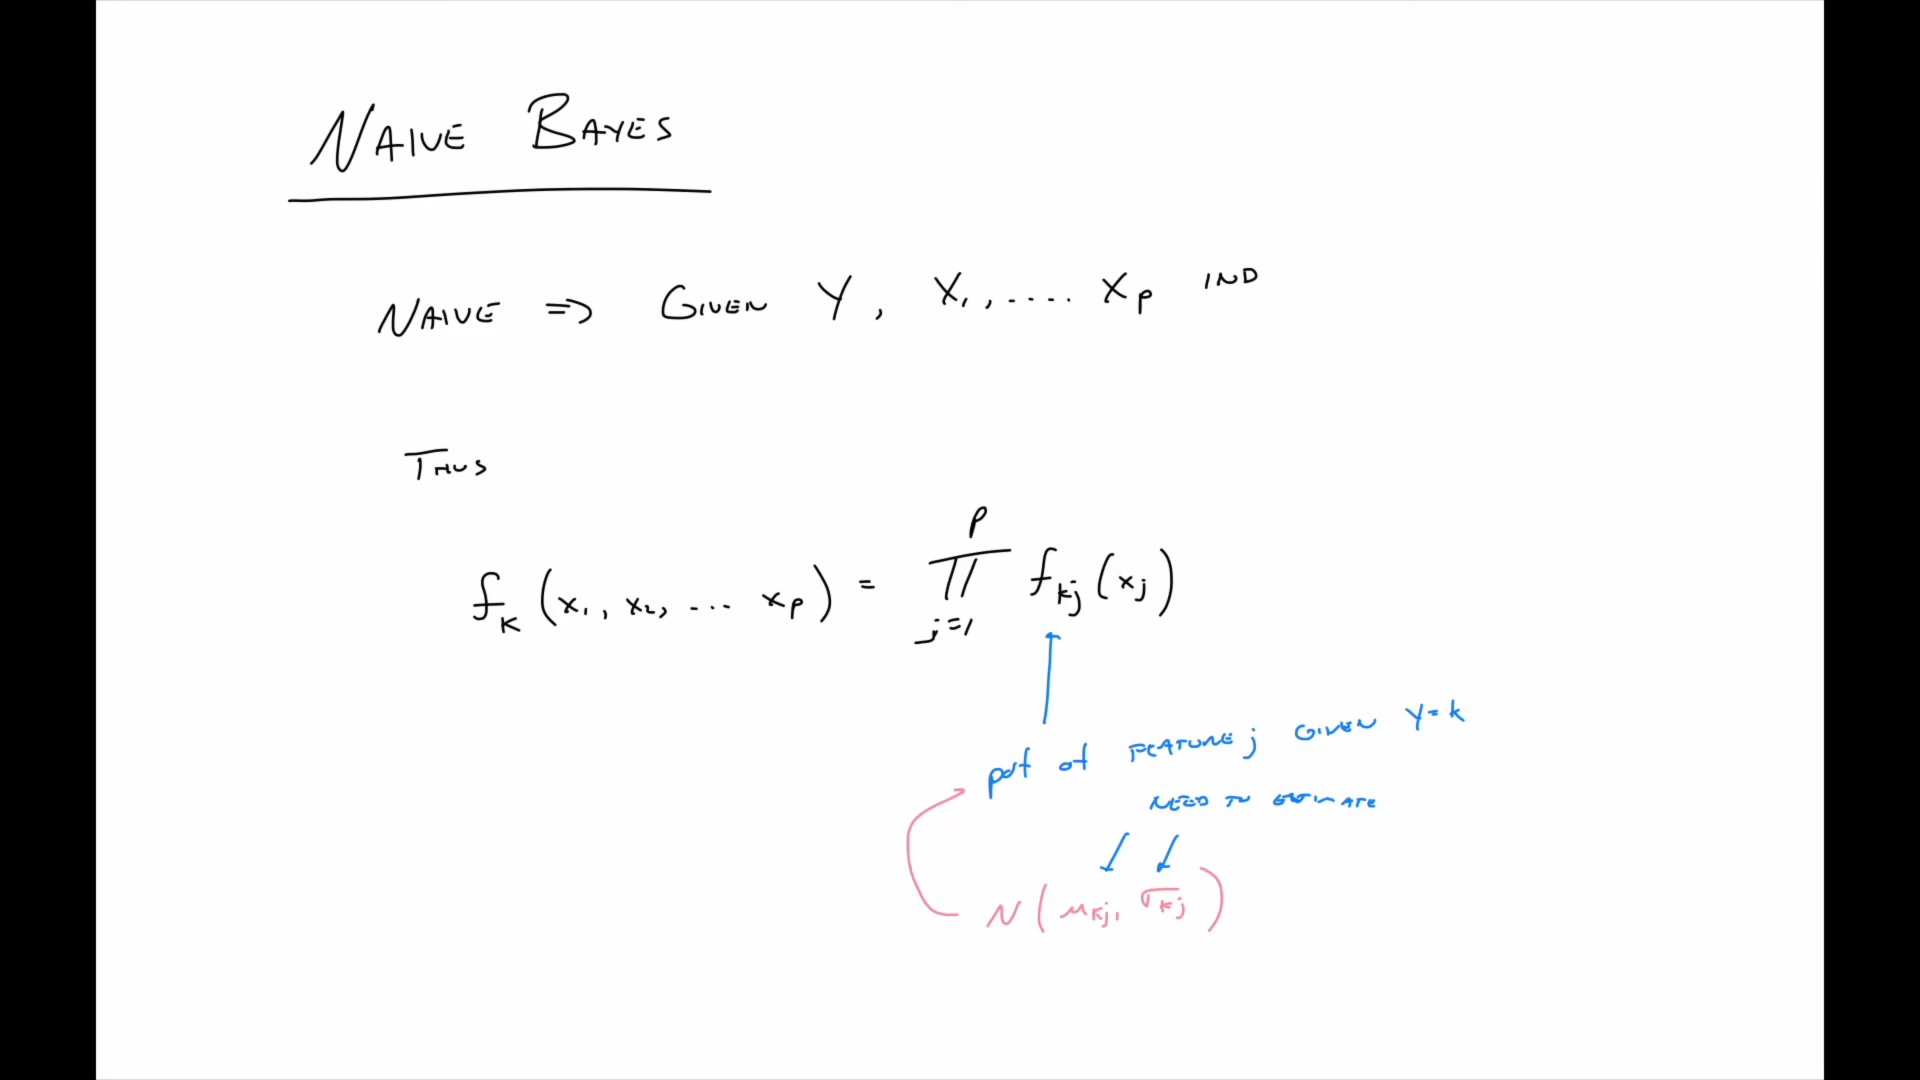 NAIVE BAYES
NAIVE => GIVEN Y, X₁, .... Xₚ IND
THUS
fₖ(x₁, x₂, ... xₚ) = ∏ⱼ₌₁ᵖ fₖⱼ(xⱼ)
pdf of FEATURE j GIVEN Y=k
NEED TO ESTIMATE
N(μₖⱼ, σₖⱼ)